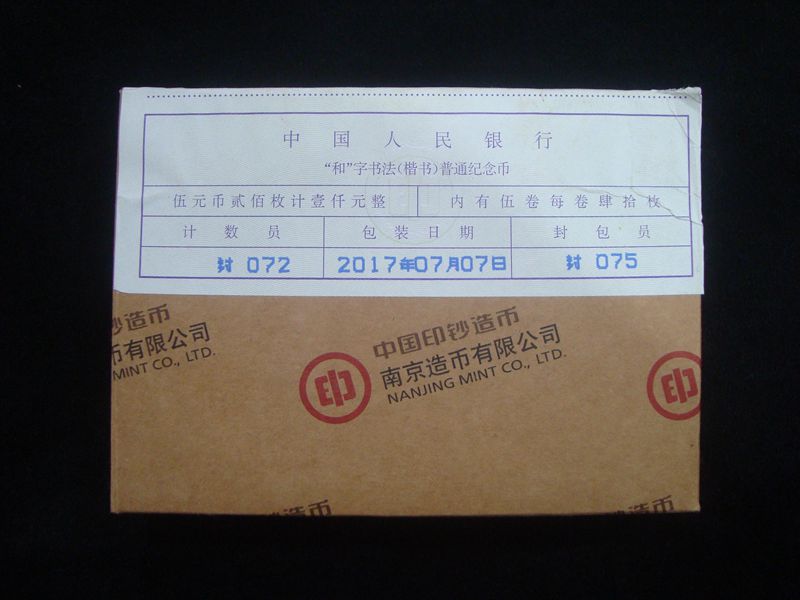 中国人民银行
“和”字书法(楷书)普通纪念币
伍元币贰佰枚计壹仟元整 内有伍卷每卷肆拾枚
计数员 包装日期 封包员
封 072 2017年07月07日 封 075
钞造币
币有限公司
MINT CO., LTD.
中国印钞造币
南京造币有限公司
NANJING MINT CO., LTD.
造币
造币